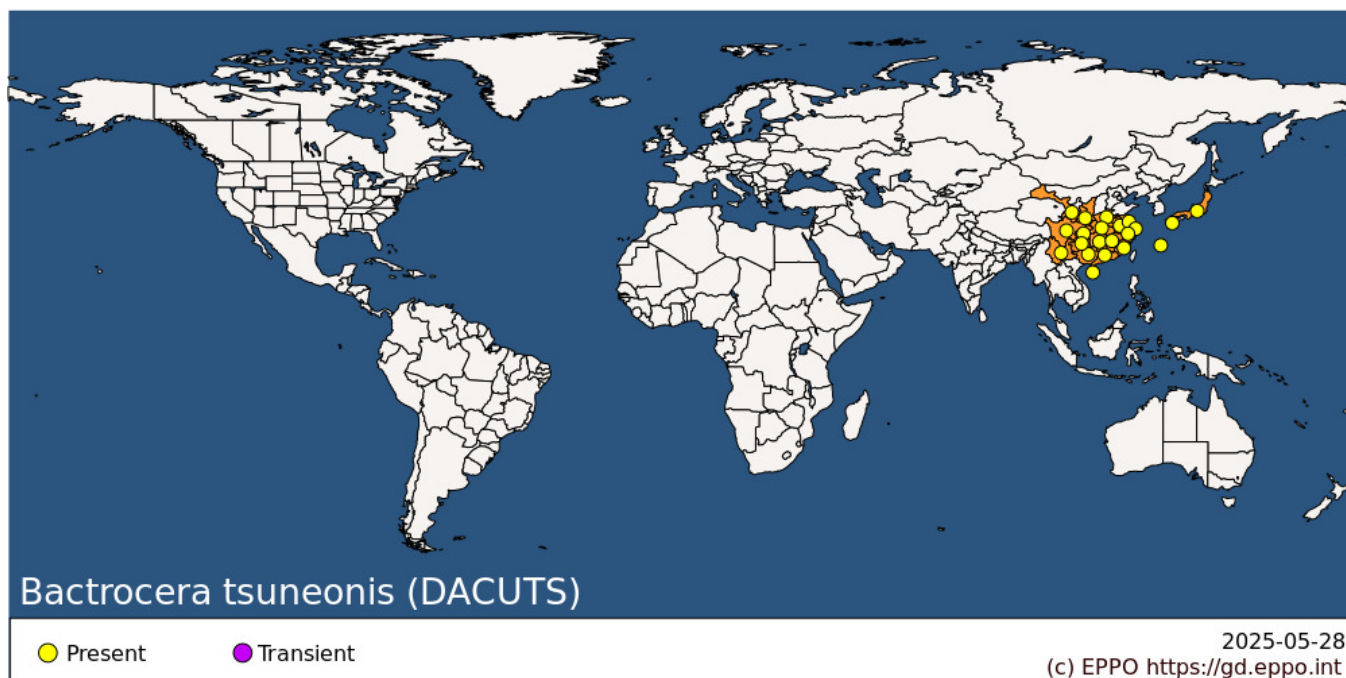 Bactrocera tsuneonis (DACUTS)
Present
Transient
2025-05-28
(c) EPPO https://gd.eppo.int